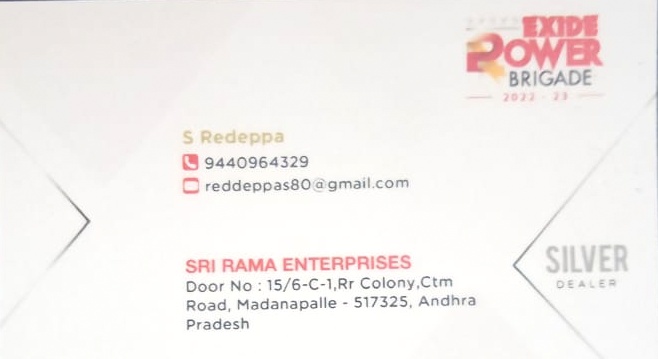 EXIDE
POWER
BRIGADE
2022 - 23
S Redeppa
9440964329
reddeppas80@gmail.com
SRI RAMA ENTERPRISES
Door No : 15/6-C-1,Rr Colony,Ctm
Road, Madanapalle - 517325, Andhra
Pradesh
SILVER
DEALER